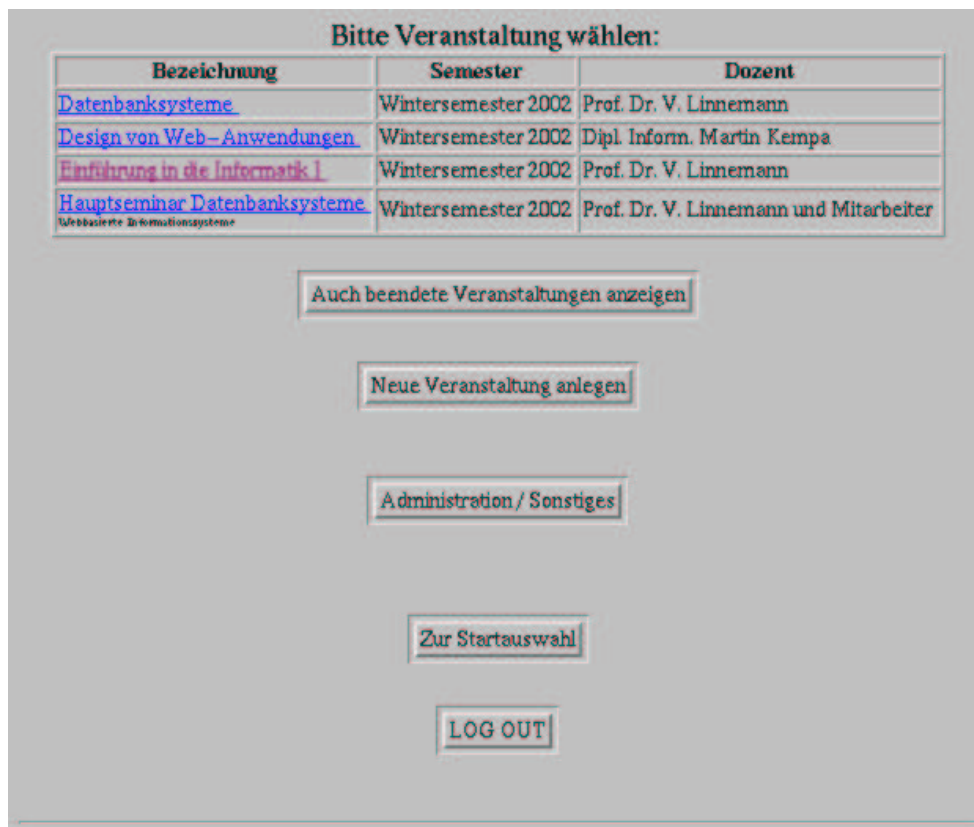 Bitte Veranstaltung wählen:
Bezeichnung Semester Dozent
Datenbanksysteme Wintersemester 2002 Prof. Dr. V. Linnemann
Design von Web-Anwendungen Wintersemester 2002 Dipl. Inform. Martin Kempa
Einführung in die Informatik I Wintersemester 2002 Prof. Dr. V. Linnemann
Hauptseminar Datenbanksysteme Wintersemester 2002 Prof. Dr. V. Linnemann und Mitarbeiter
Webbasierte Informationssysteme
Auch beendete Veranstaltungen anzeigen
Neue Veranstaltung anlegen
Administration / Sonstiges
Zur Startauswahl
LOG OUT